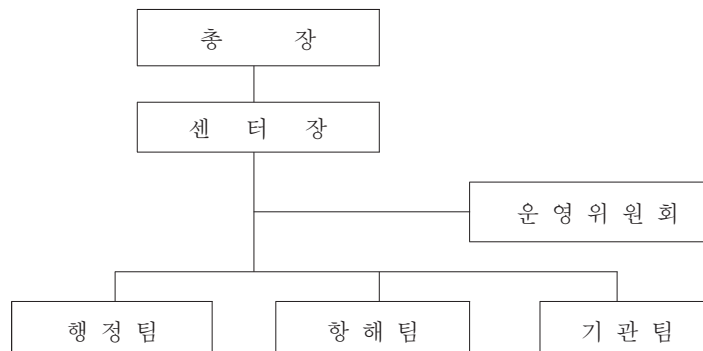 총 장
센 터 장
운 영 위 원 회
행 정 팀
항 해 팀
기 관 팀